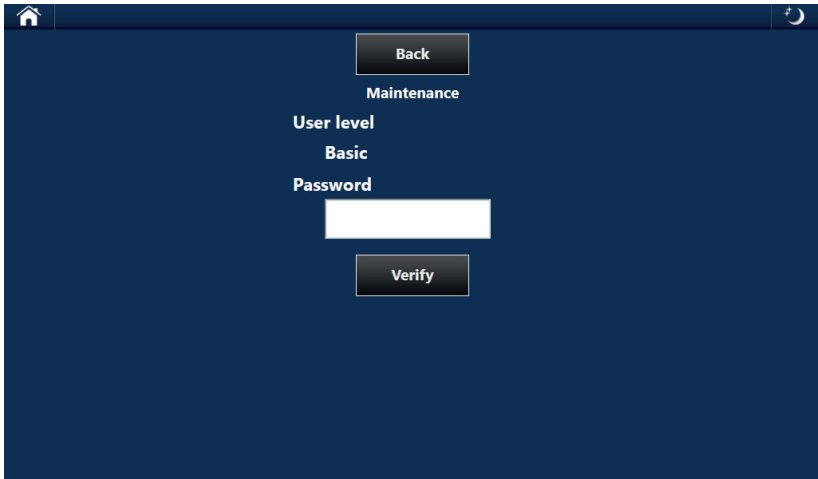 Back
Maintenance
User level
Basic
Password
Verify